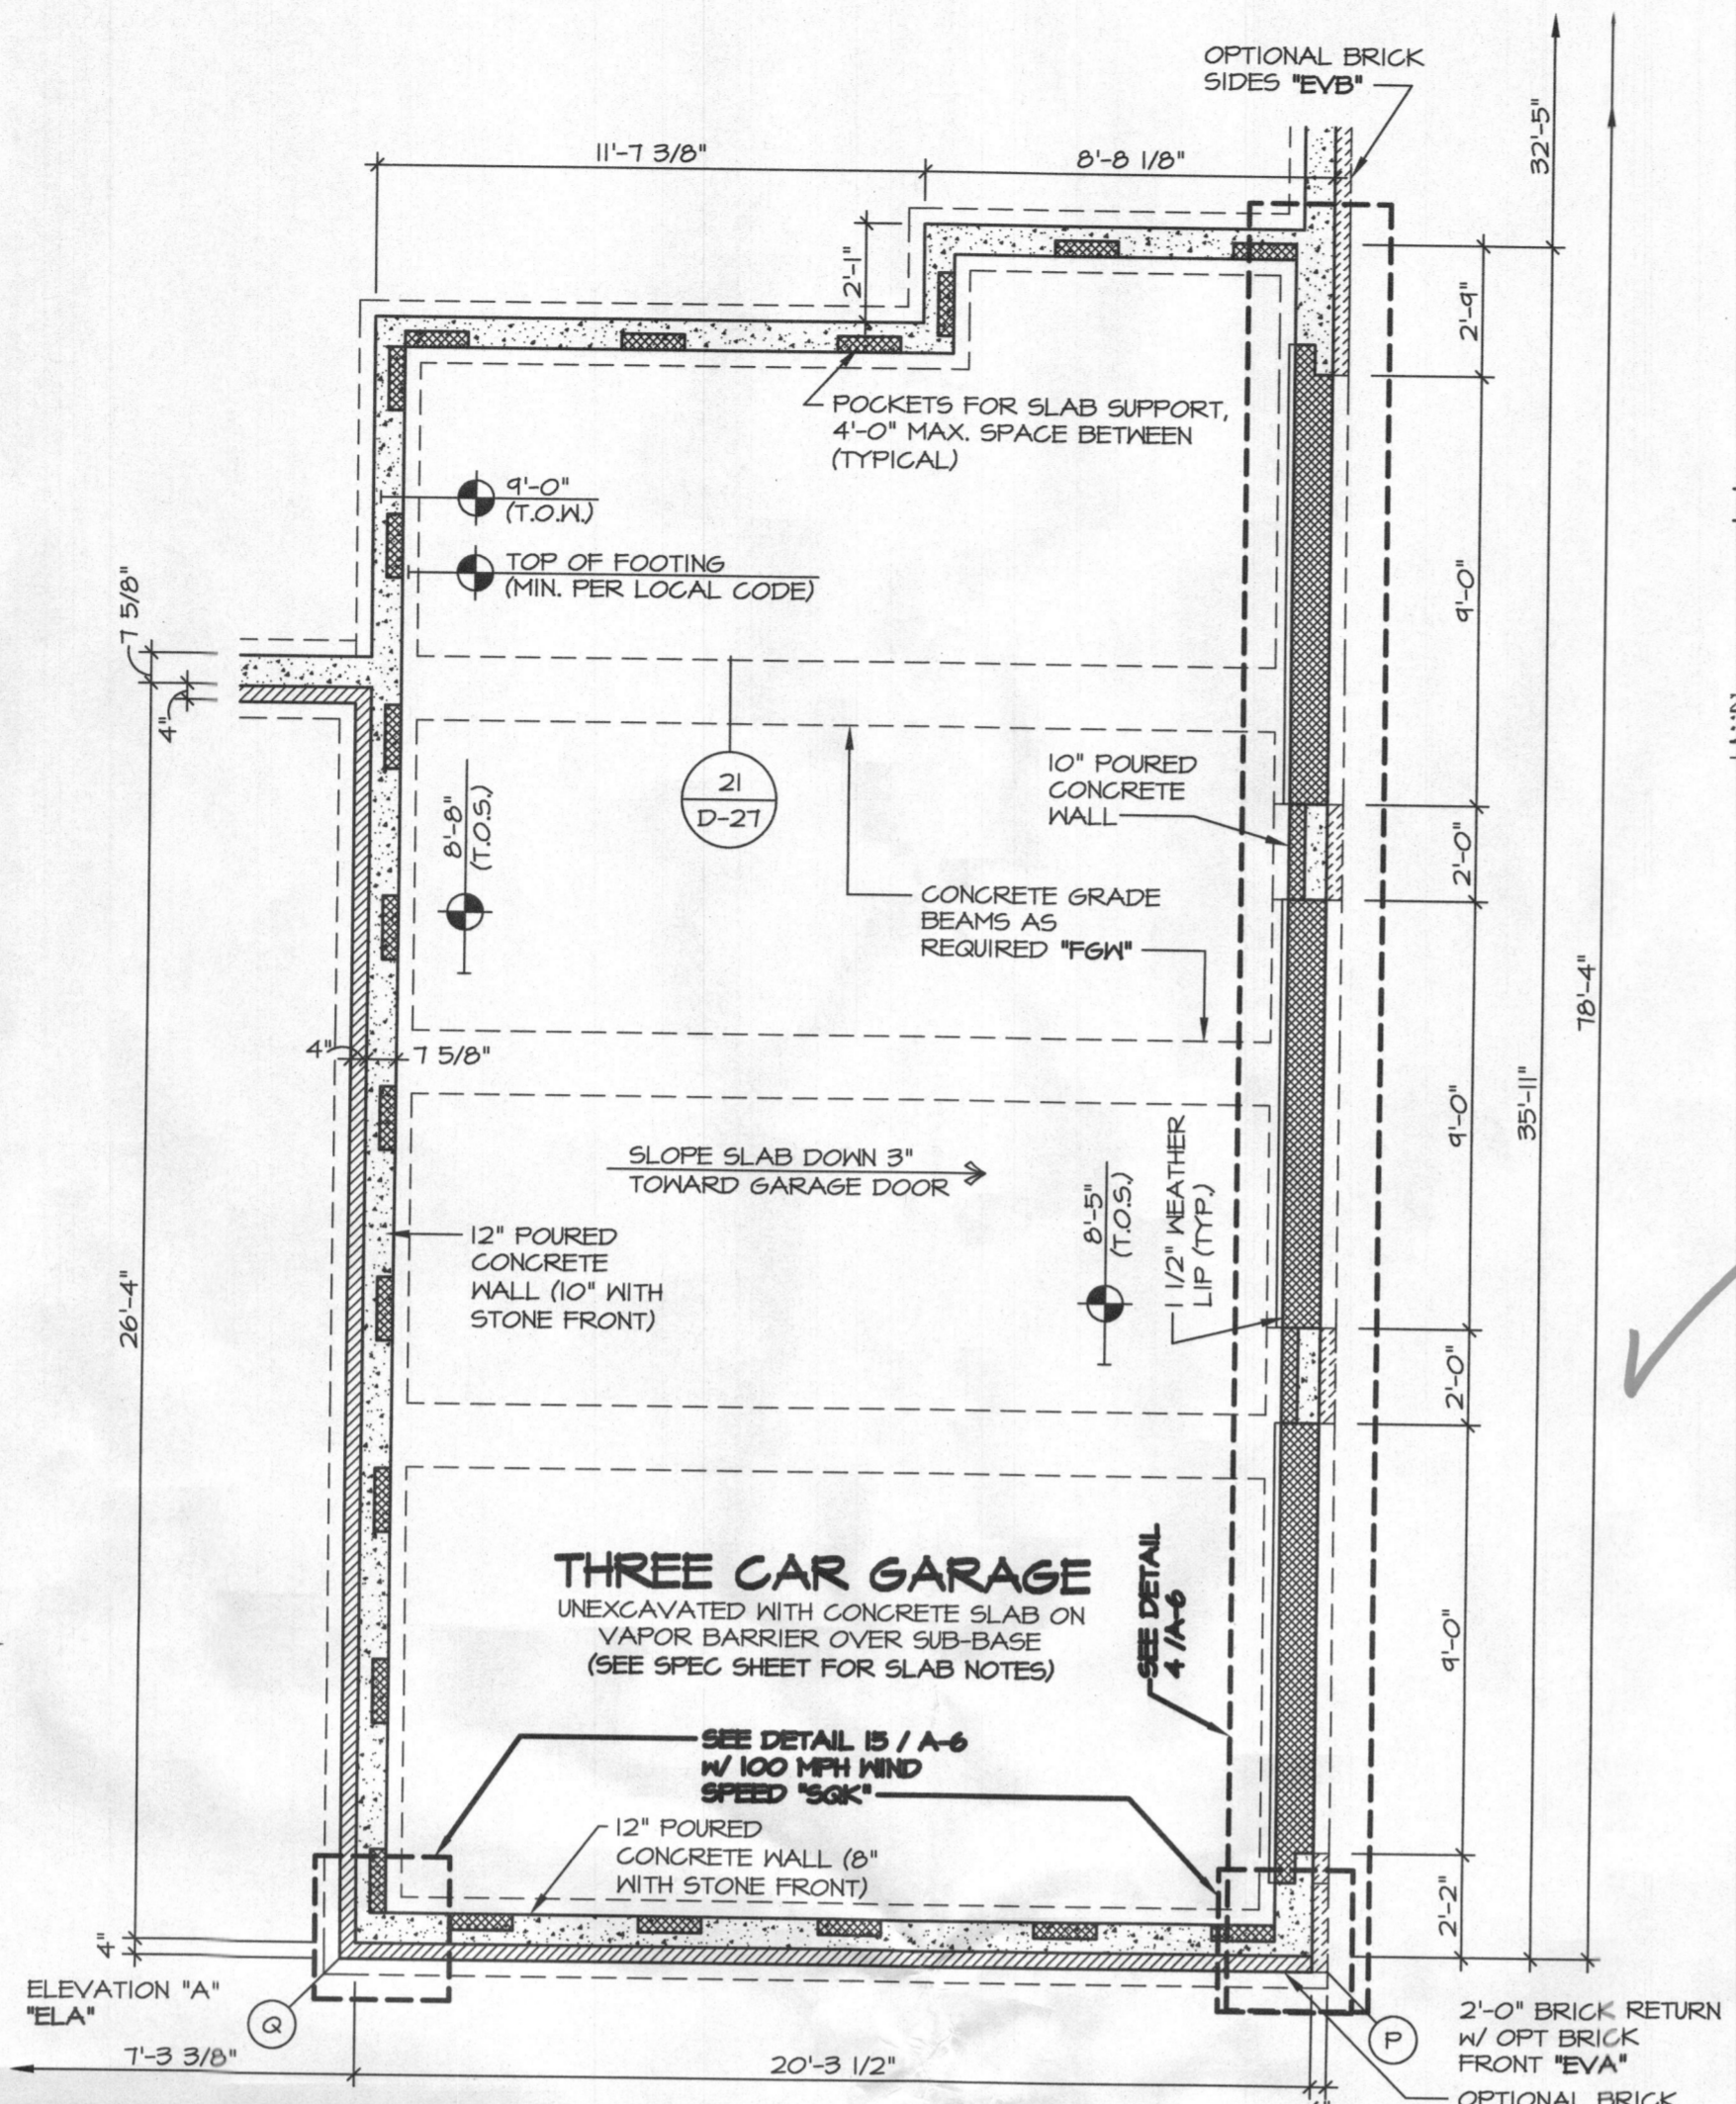 OPTIONAL BRICK
SIDES "EVB"
11'-7 3/8"
8'-8 1/8"
32'-5"
2'-1"
2'-9"
POCKETS FOR SLAB SUPPORT,
4'-0" MAX. SPACE BETWEEN
(TYPICAL)
9'-0"
(T.O.W.)
TOP OF FOOTING
(MIN. PER LOCAL CODE)
9'-0"
7 5/8"
4"
21
D-27
8'-8"
(T.O.S.)
10" POURED
CONCRETE
WALL
2'-0"
CONCRETE GRADE
BEAMS AS
REQUIRED "FGW"
78'-4"
4"
7 5/8"
9'-0"
35'-11"
SLOPE SLAB DOWN 3"
TOWARD GARAGE DOOR
8'-5"
(T.O.S.)
1 1/2" WEATHER
LIP (TYP.)
12" POURED
CONCRETE
WALL (10" WITH
STONE FRONT)
26'-4"
2'-0"
THREE CAR GARAGE
UNEXCAVATED WITH CONCRETE SLAB ON
VAPOR BARRIER OVER SUB-BASE
(SEE SPEC SHEET FOR SLAB NOTES)
SEE DETAIL
4 /A-6
9'-0"
SEE DETAIL 15 / A-6
W/ 100 MPH WIND
SPEED "SQK"
12" POURED
CONCRETE WALL (8"
WITH STONE FRONT)
2'-2"
4"
ELEVATION "A"
"ELA"
Q
P
2'-0" BRICK RETURN
W/ OPT BRICK
FRONT "EVA"
7'-3 3/8"
20'-3 1/2"
OPTIONAL BRICK